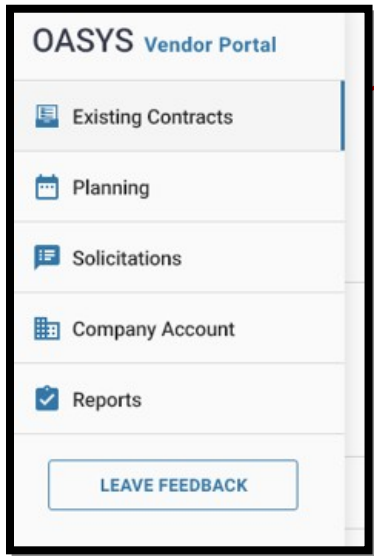 OASYS Vendor Portal
Existing Contracts
Planning
Solicitations
Company Account
Reports
LEAVE FEEDBACK